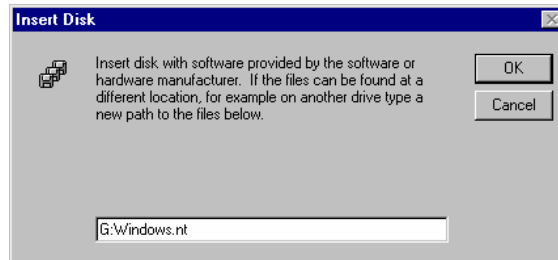 Insert Disk
Insert disk with software provided by the software or
hardware manufacturer. If the files can be found at a
different location, for example on another drive type a
new path to the files below.
OK
Cancel
G:Windows.nt